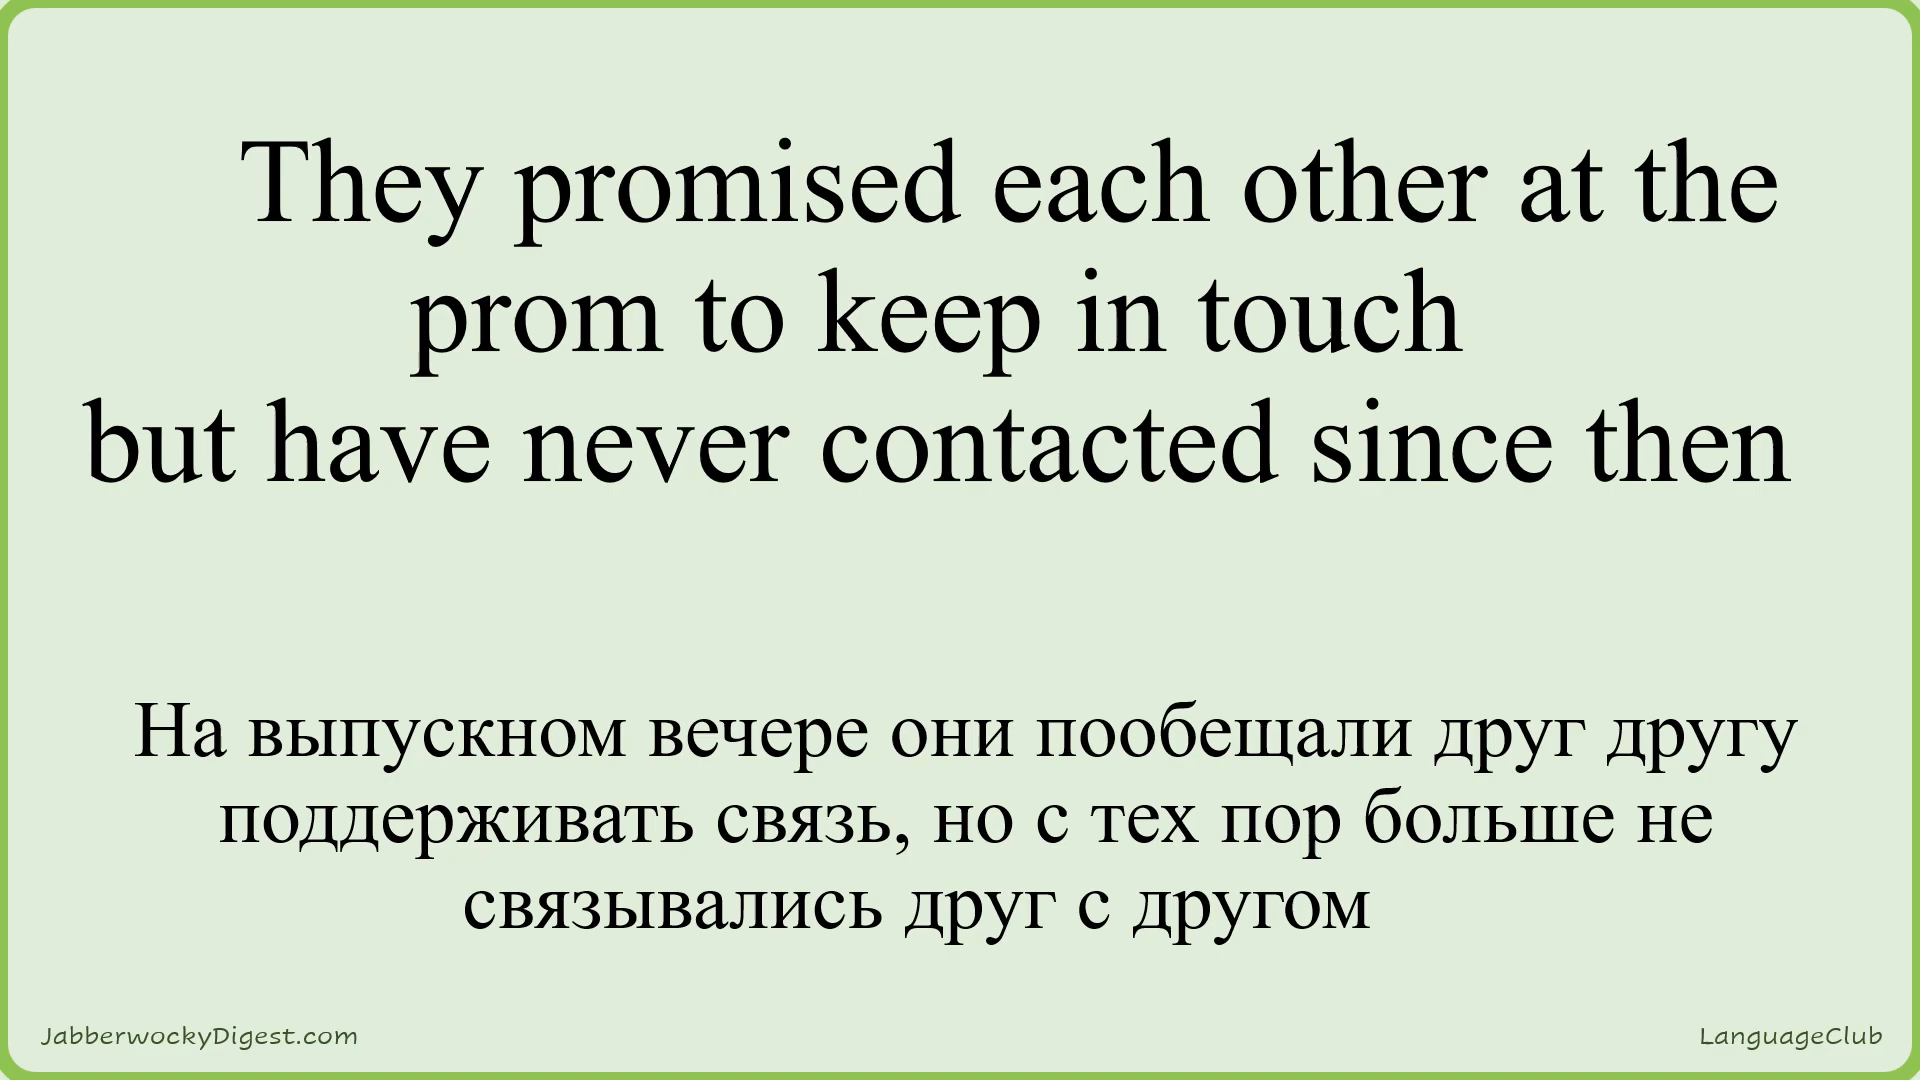 They promised each other at the
prom to keep in touch
but have never contacted since then
На выпускном вечере они пообещали друг другу
поддерживать связь, но с тех пор больше не
связывались друг с другом
JabberwockyDigest.com
LanguageClub